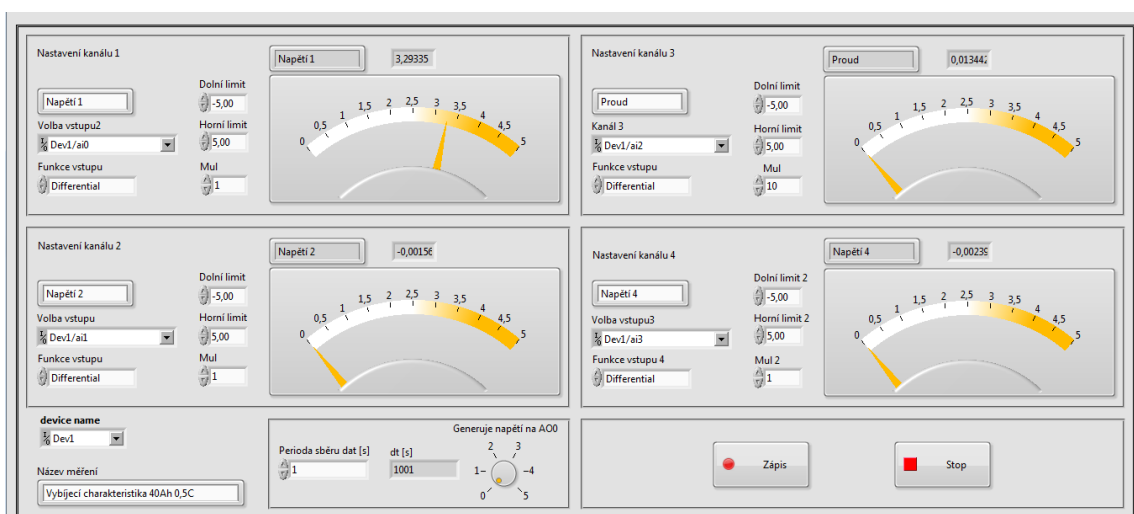 Nastavení kanálu 1
Napětí 1
3,29335
Napětí 1
Dolní limit
-5,00
Volba vstupu2
Dev1/ai0
Horní limit
5,00
Funkce vstupu
Differential
Mul
1
0 0,5 1 1,5 2 2,5 3 3,5 4 4,5 5
Nastavení kanálu 3
Proud
0,01344
Proud
Dolní limit
-5,00
Kanál 3
Dev1/ai2
Horní limit
5,00
Funkce vstupu
Differential
Mul
10
0 0,5 1 1,5 2 2,5 3 3,5 4 4,5 5
Nastavení kanálu 2
Napětí 2
-0,00156
Napětí 2
Dolní limit
-5,00
Volba vstupu
Dev1/ai1
Horní limit
5,00
Funkce vstupu
Differential
Mul
1
0 0,5 1 1,5 2 2,5 3 3,5 4 4,5 5
Nastavení kanálu 4
Napětí 4
-0,00239
Napětí 4
Dolní limit 2
-5,00
Volba vstupu3
Dev1/ai3
Horní limit 2
5,00
Funkce vstupu 4
Differential
Mul 2
1
0 0,5 1 1,5 2 2,5 3 3,5 4 4,5 5
device name
Dev1
Název měření
Vybíjecí charakteristika 40Ah 0,5C
Perioda sběru dat [s]
1
dt [s]
1001
Generuje napětí na AO0
0 1 2 3 4 5
Zápis
Stop